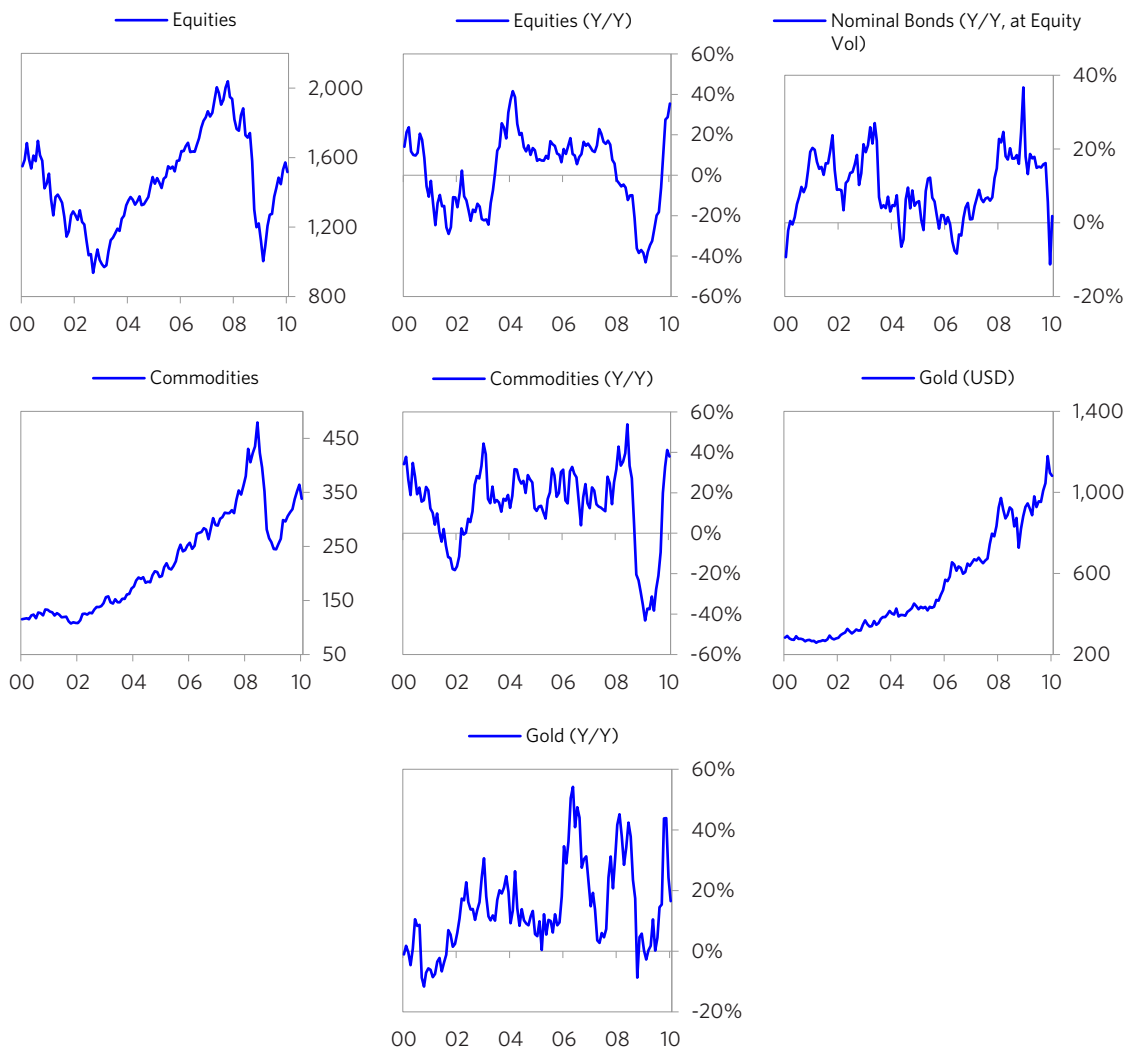 Equities
2,000
1,600
1,200
800
00 02 04 06 08 10
Equities (Y/Y)
60%
40%
20%
0%
-20%
-40%
-60%
00 02 04 06 08 10
Nominal Bonds (Y/Y, at Equity
Vol)
40%
20%
0%
-20%
00 02 04 06 08 10
Commodities
450
350
250
150
50
00 02 04 06 08 10
Commodities (Y/Y)
60%
40%
20%
0%
-20%
-40%
-60%
00 02 04 06 08 10
Gold (USD)
1,400
1,000
600
200
00 02 04 06 08 10
Gold (Y/Y)
60%
40%
20%
0%
-20%
00 02 04 06 08 10